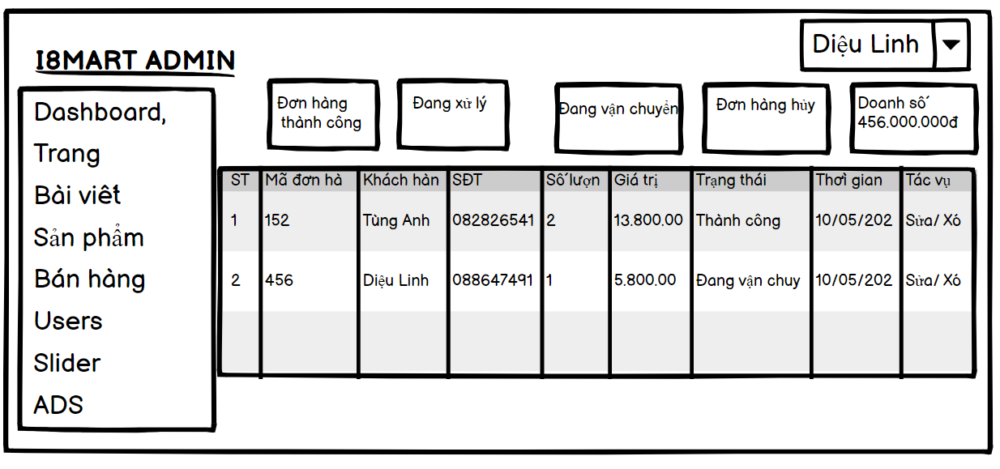 Diệu Linh
I8MART ADMIN
Dashboard,
Trang
Bài viết
Sản phẩm
Bán hàng
Users
Slider
ADS
Đơn hàng
thành công
Đang xử lý
Đang vận chuyển
Đơn hàng hủy
Doanh số
456.000.000đ
ST Mã đơn hà Khách hàn SĐT Số lượn Giá trị Trạng thái Thời gian Tác vụ
1 152 Tùng Anh 082826541 2 13.800.00 Thành công 10/05/202 Sửa/ Xó
2 456 Diệu Linh 088647491 1 5.800.00 Đang vận chuy 10/05/202 Sửa/ Xó